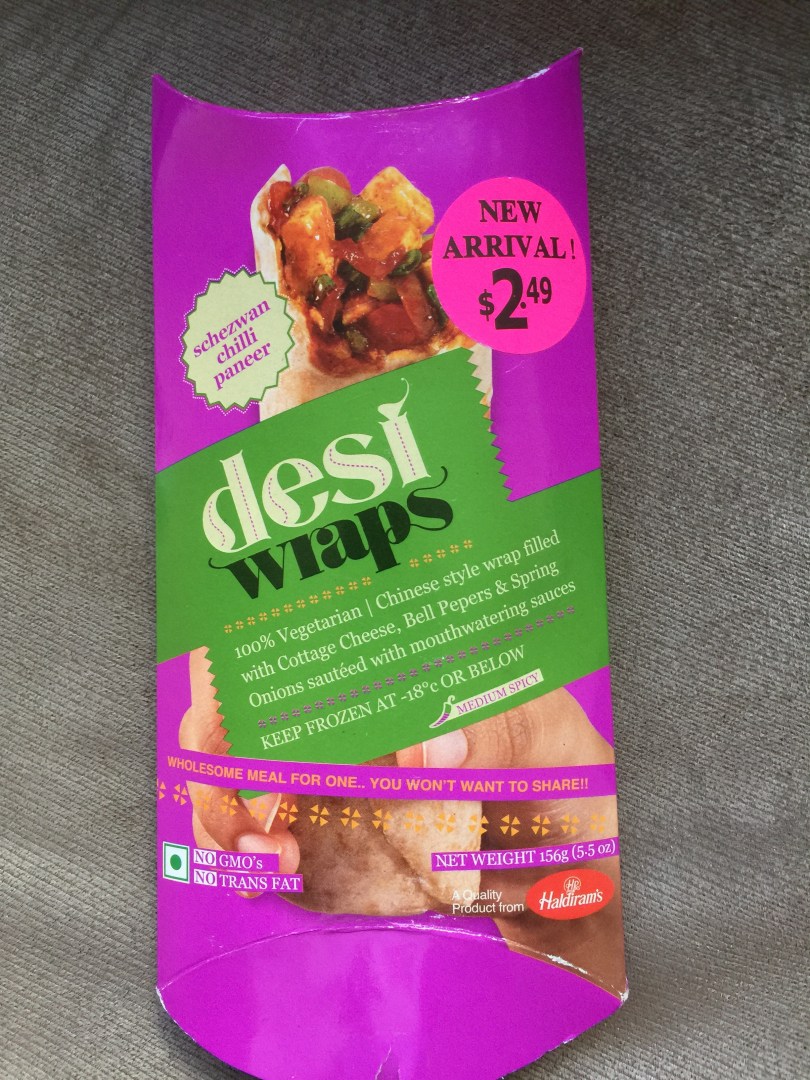 NEW
ARRIVAL!
$2.49
schezwan
chilli
paneer
desi
wraps
100% Vegetarian | Chinese style wrap filled
with Cottage Cheese, Bell Pepers & Spring
Onions sautéed with mouthwatering sauces
KEEP FROZEN AT -18°c OR BELOW
MEDIUM SPICY
WHOLESOME MEAL FOR ONE.. YOU WON'T WANT TO SHARE!!
NO GMO's
NO TRANS FAT
NET WEIGHT 156g (5.5 oz)
A Quality
Product from
HR
Haldiram's